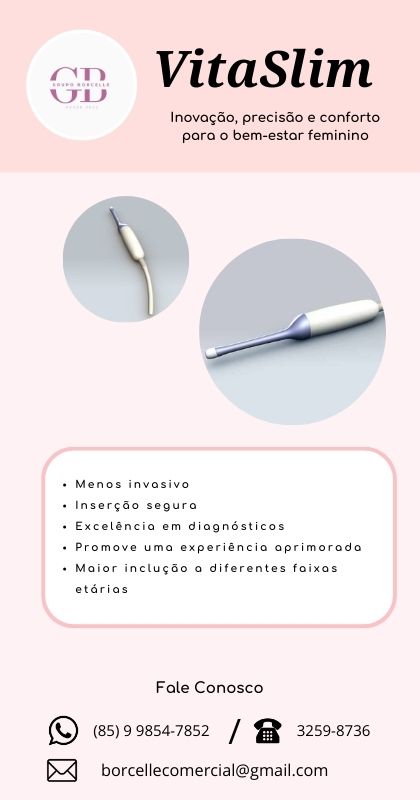 GB
GRUPO BORCELLE
VitaSlim
Inovação, precisão e conforto
para o bem-estar feminino
• Menos invasivo
• Inserção segura
• Excelência em diagnósticos
• Promove uma experiência aprimorada
• Maior inclução a diferentes faixas
etárias
Fale Conosco
(85) 9 9854-7852 / 3259-8736
borcellecomercial@gmail.com